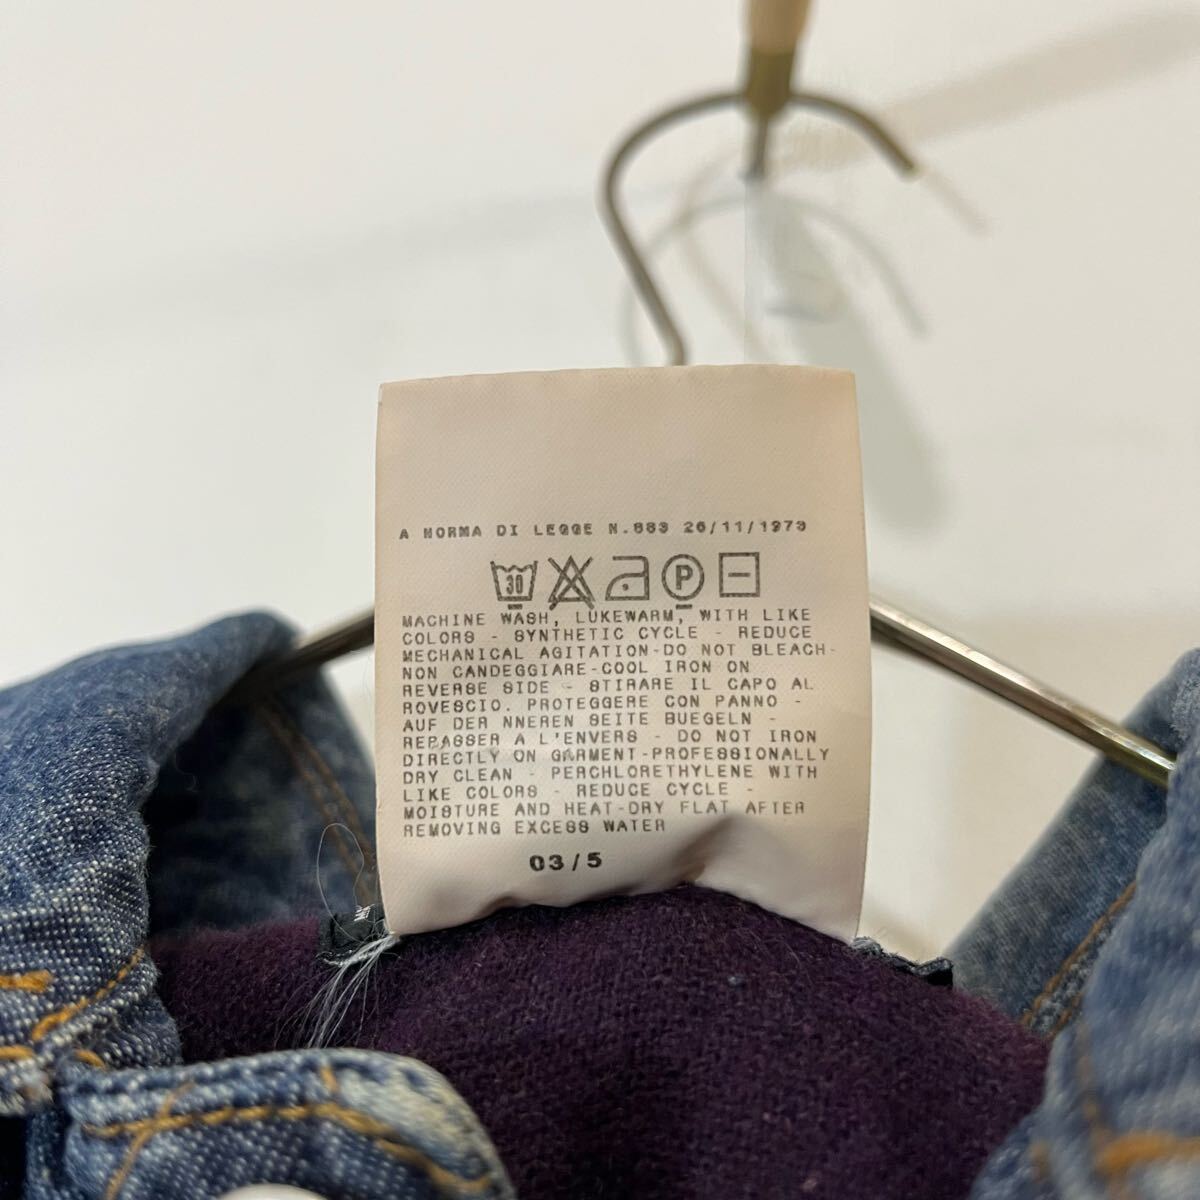 A NORMA DI LEGGE N.883 26/11/1973
30 P
MACHINE WASH, LUKEWARM, WITH LIKE
COLORS - SYNTHETIC CYCLE - REDUCE
MECHANICAL AGITATION-DO NOT BLEACH-
NON CANDEGGIARE-COOL IRON ON
REVERSE SIDE - STIRARE IL CAPO AL
ROVESCIO. PROTEGGERE CON PANNO -
AUF DER NNEREN SEITE BUEGELN -
REPASSER A L'ENVERS - DO NOT IRON
DIRECTLY ON GARMENT-PROFESSIONALLY
DRY CLEAN - PERCHLORETHYLENE WITH
LIKE COLORS - REDUCE CYCLE -
MOISTURE AND HEAT-DRY FLAT AFTER
REMOVING EXCESS WATER
03/5